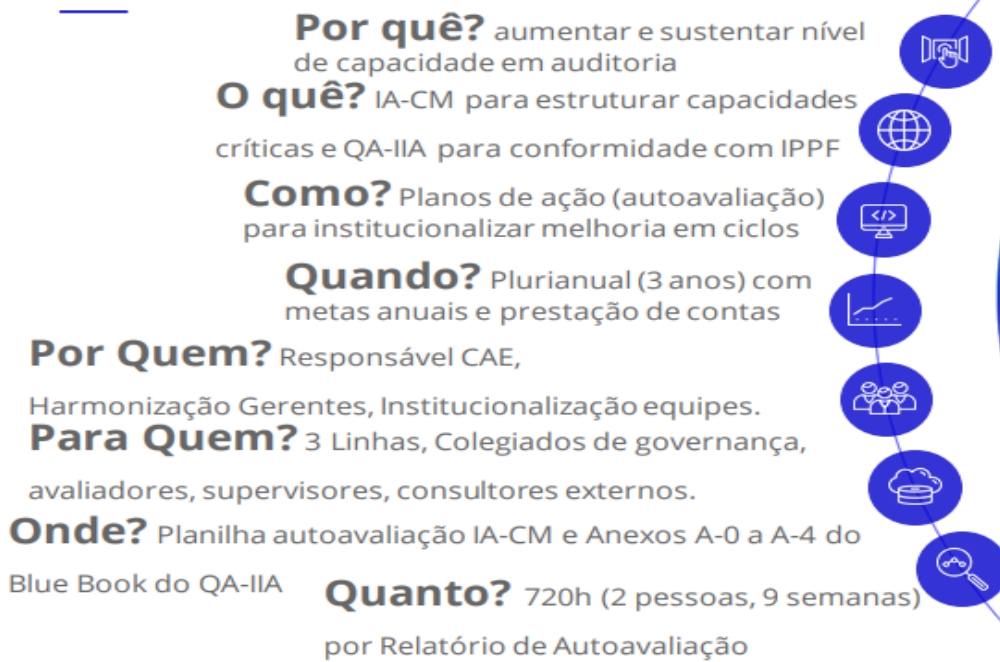 Por quê? aumentar e sustentar nível
de capacidade em auditoria
O quê? IA-CM para estruturar capacidades
críticas e QA-IIA para conformidade com IPPF
Como? Planos de ação (autoavaliação)
para institucionalizar melhoria em ciclos
Quando? Plurianual (3 anos) com
metas anuais e prestação de contas
Por Quem? Responsável CAE,
Harmonização Gerentes, Institucionalização equipes.
Para Quem? 3 Linhas, Colegiados de governança,
avaliadores, supervisores, consultores externos.
Onde? Planilha autoavaliação IA-CM e Anexos A-0 a A-4 do
Blue Book do QA-IIA
Quanto? 720h (2 pessoas, 9 semanas)
por Relatório de Autoavaliação